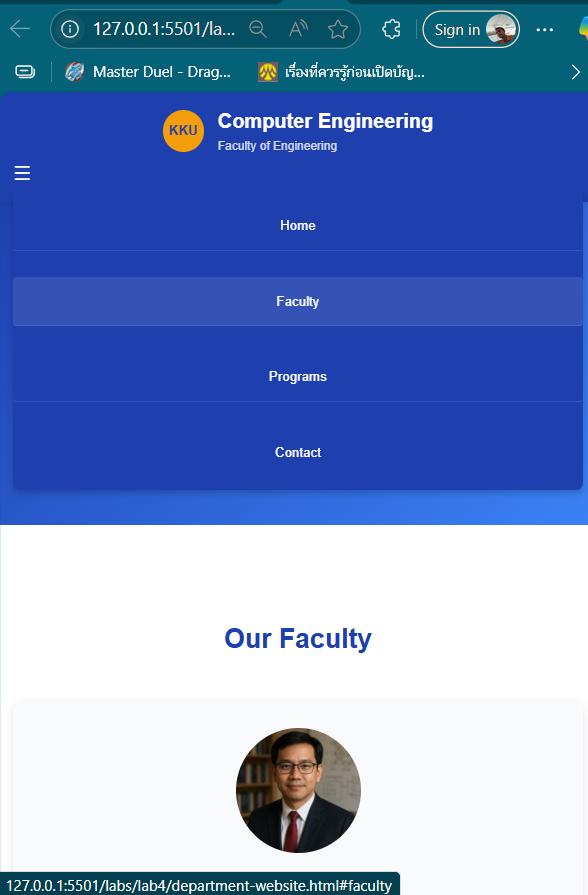 127.0.0.1:5501/la...
Sign in
Master Duel - Drag...
เรื่องที่ควรรู้ก่อนเปิดบัญ...
KKU
Computer Engineering
Faculty of Engineering
Home
Faculty
Programs
Contact
Our Faculty
127.0.0.1:5501/labs/lab4/department-website.html#faculty